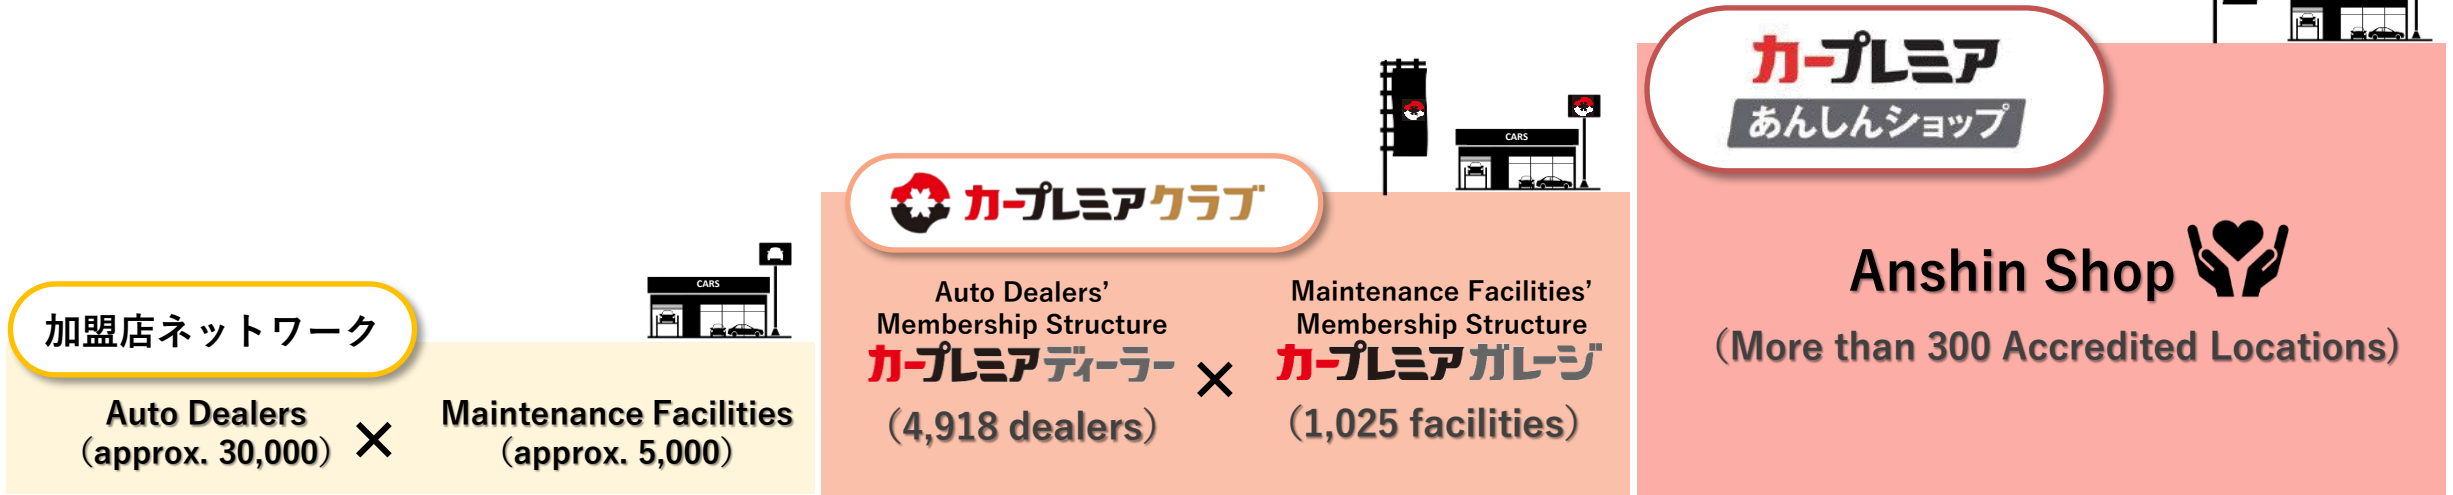 加盟店ネットワーク
CARS
Auto Dealers
（approx. 30,000）
×
Maintenance Facilities
（approx. 5,000）
カープレミアクラブ
CARS
Auto Dealers’
Membership Structure
カープレミアディーラー
（4,918 dealers）
×
Maintenance Facilities’
Membership Structure
カープレミアガレージ
（1,025 facilities）
カープレミア
あんしんショップ
Anshin Shop
（More than 300 Accredited Locations）